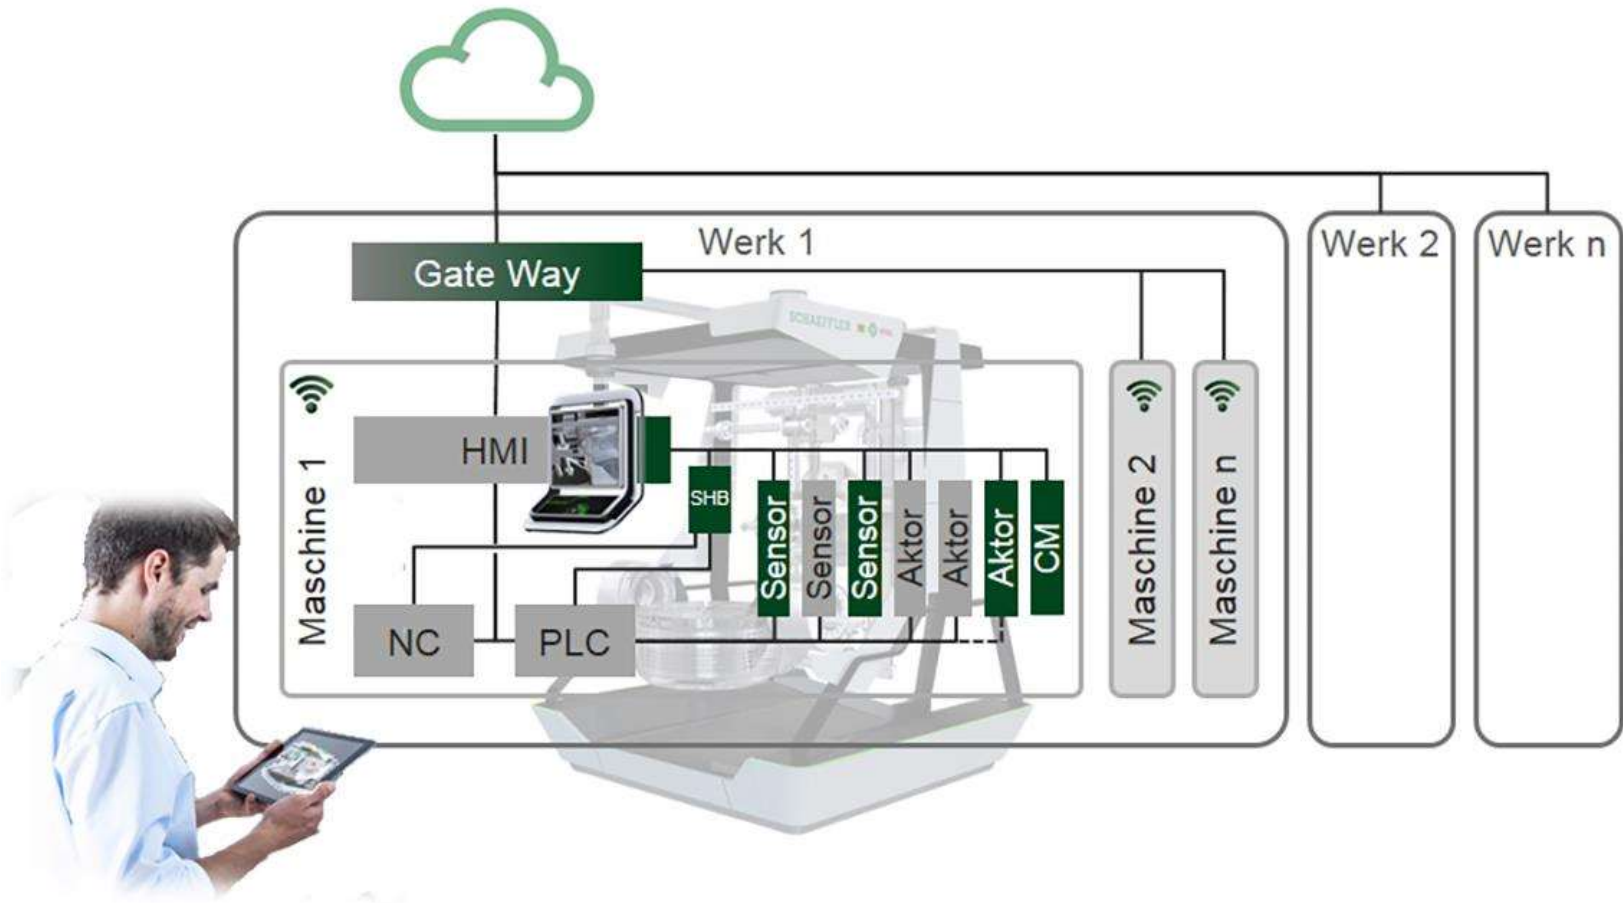 Werk 1
Werk 2
Werk n
Gate Way
SCHAEFFLER
Maschine 1
HMI
SHB
Sensor
Sensor
Sensor
Aktor
Aktor
Aktor
CM
NC
PLC
Maschine 2
Maschine n